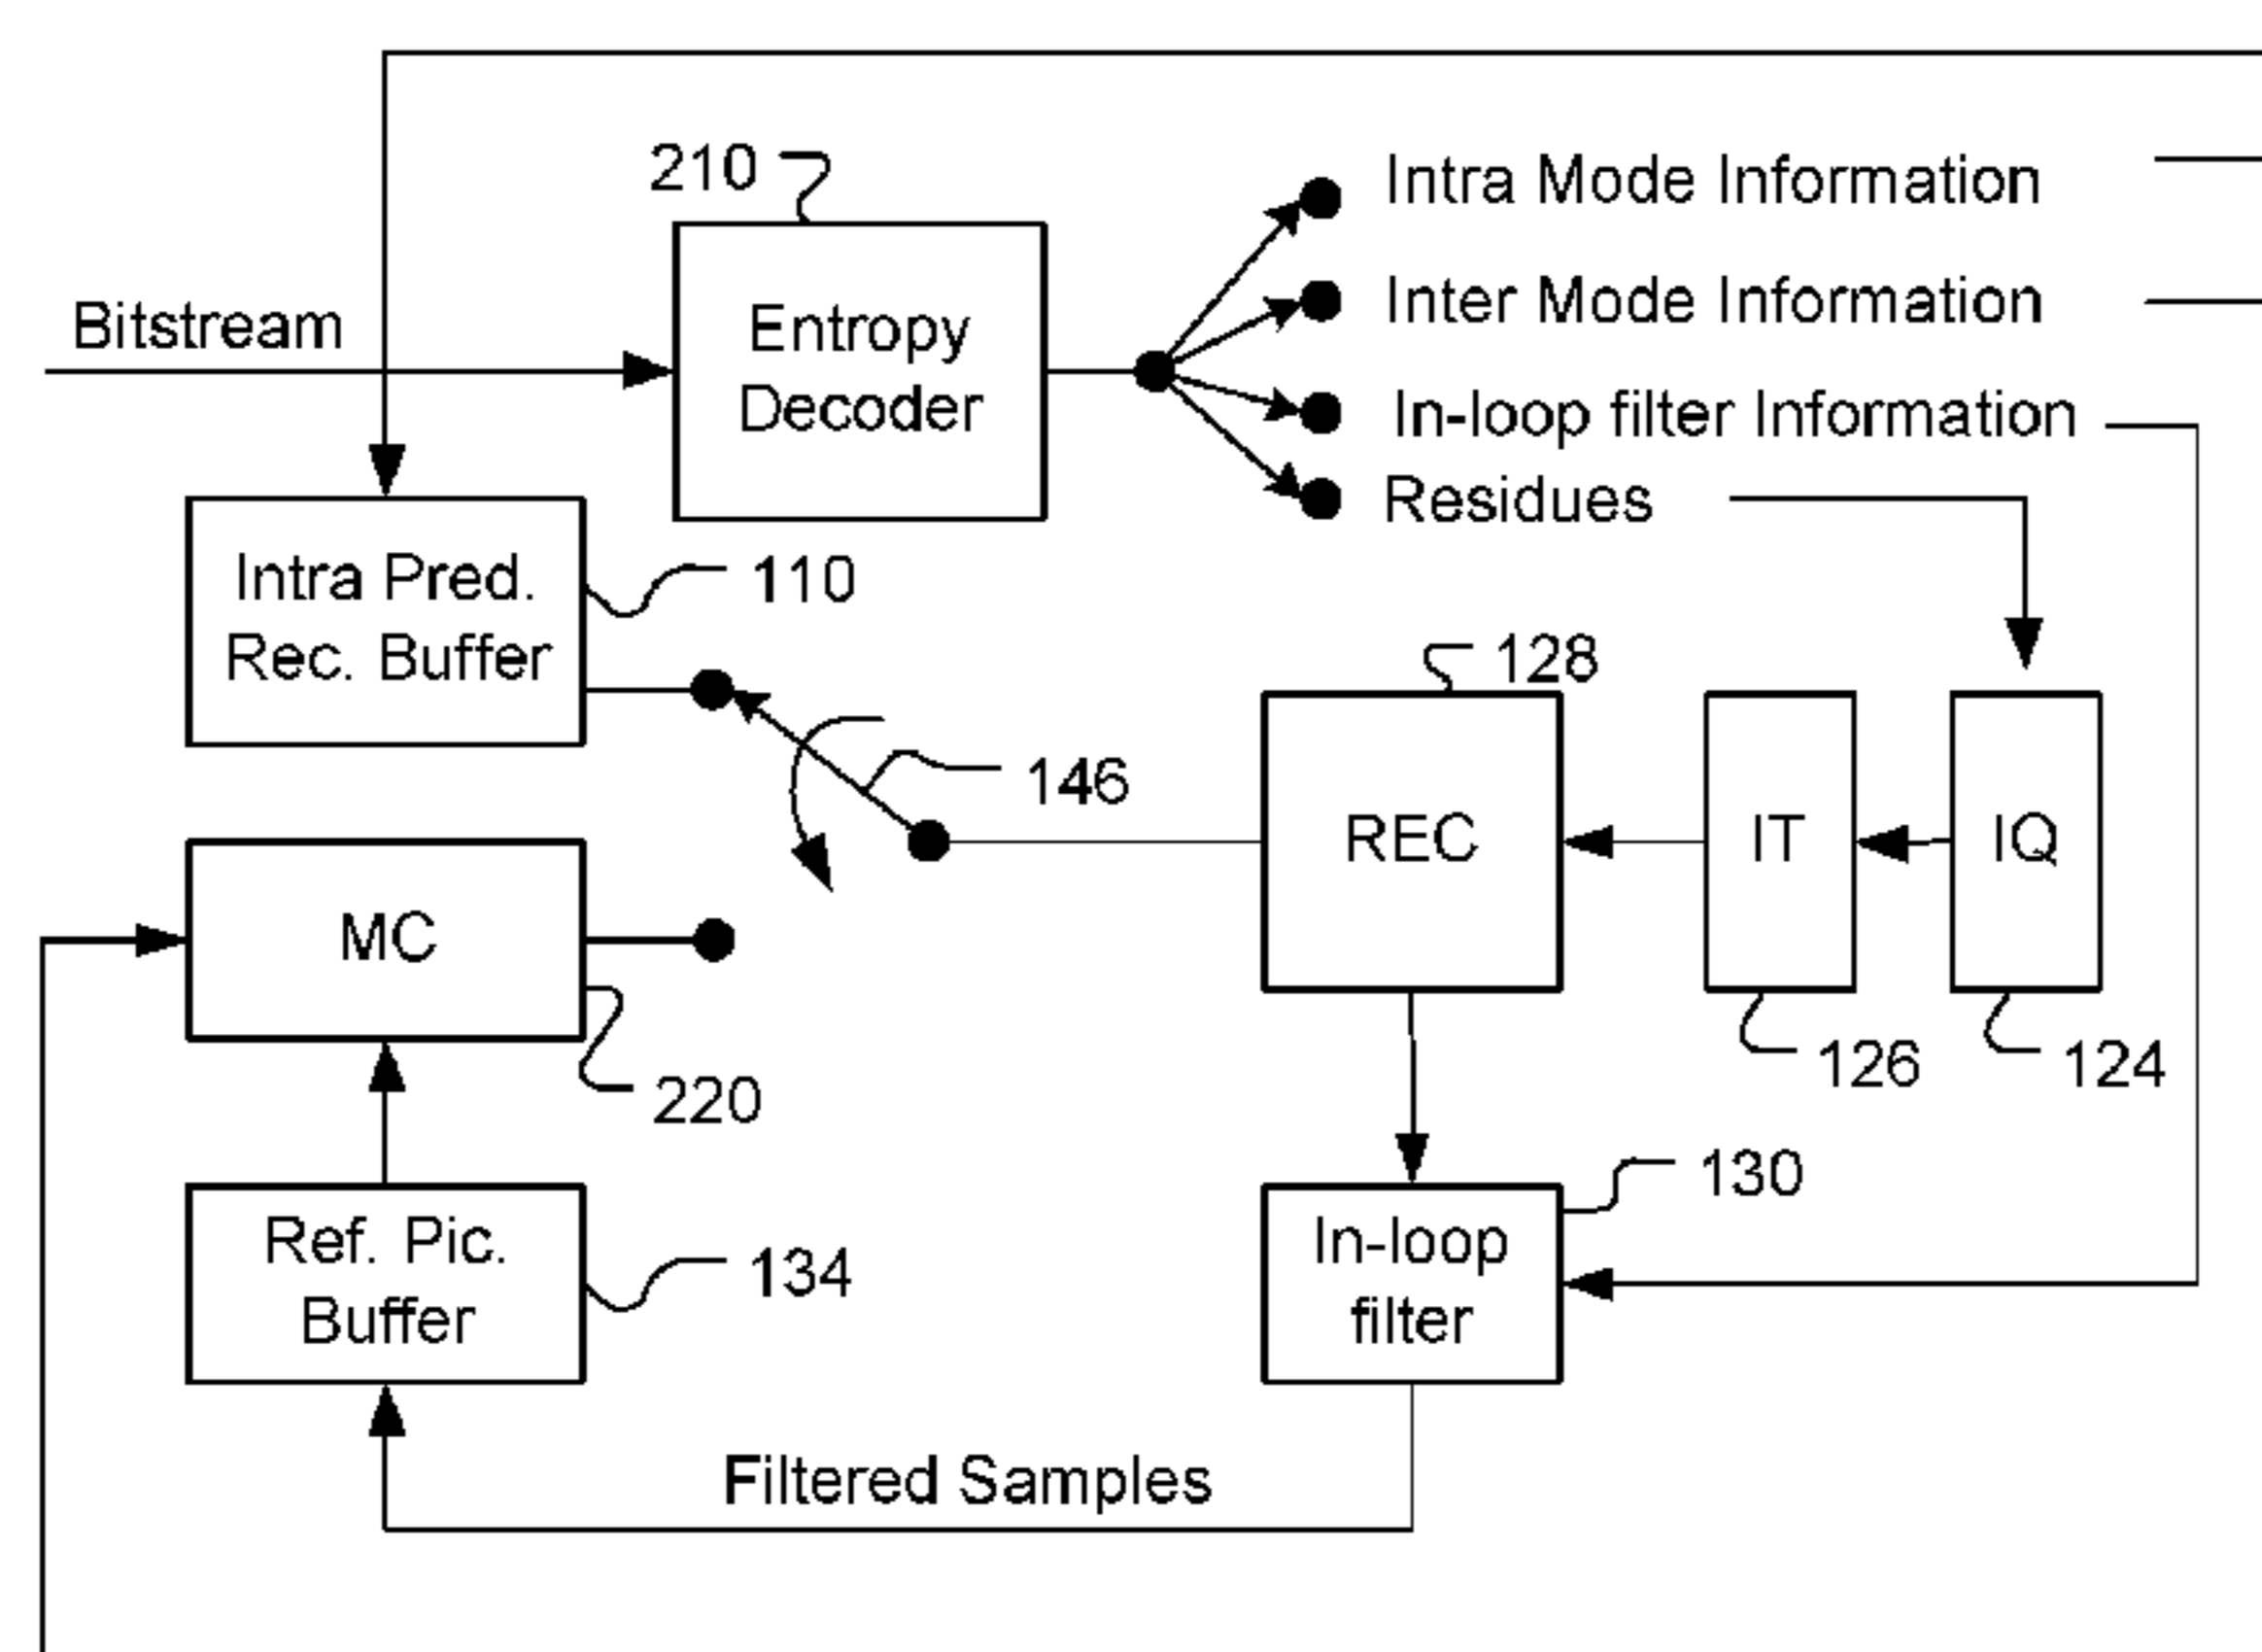 210
Intra Mode Information
Bitstream
Entropy
Decoder
Inter Mode Information
In-loop filter Information
Residues
Intra Pred.
Rec. Buffer
110
128
146
REC
IT
IQ
MC
220
126
124
Ref. Pic.
Buffer
134
130
In-loop
filter
Filtered Samples